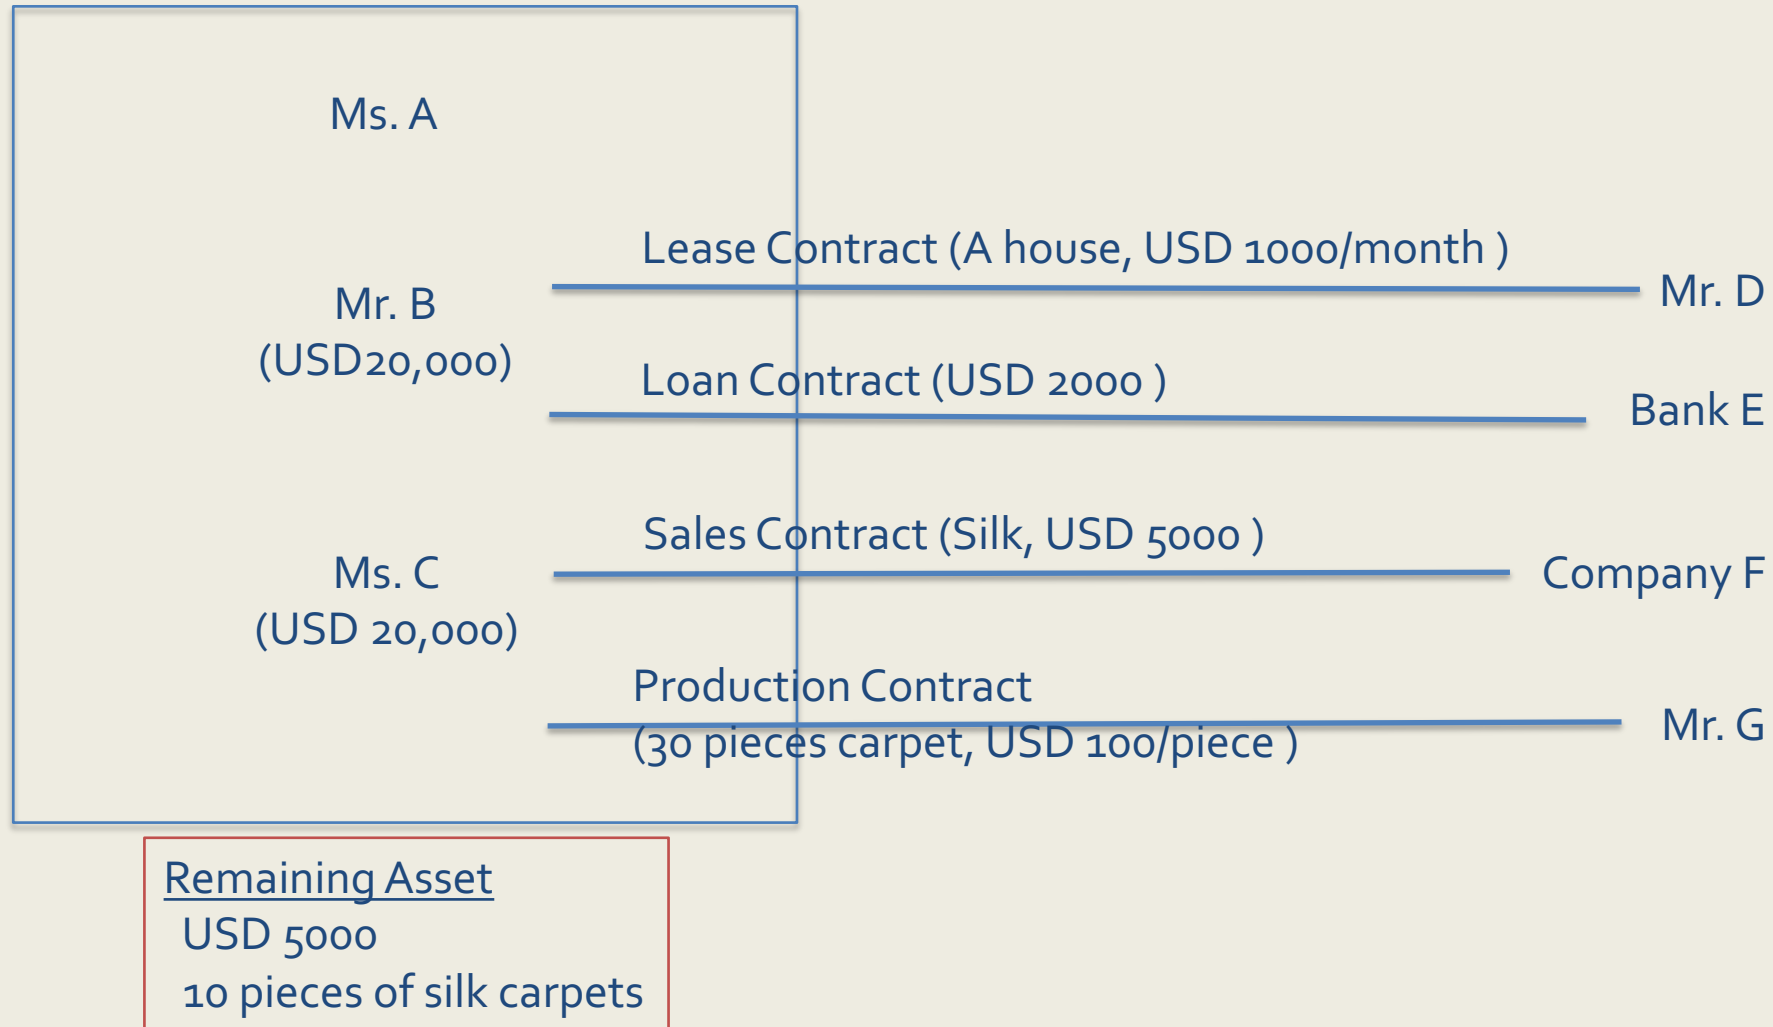 Ms. A
Lease Contract (A house, USD 1000/month )
Mr. D
Mr. B
(USD20,000)
Loan Contract (USD 2000 )
Bank E
Sales Contract (Silk, USD 5000 )
Ms. C
Company F
(USD 20,000)
Production Contract
(30 pieces carpet, USD 100/piece )
Mr. G
Remaining Asset
USD 5000
10 pieces of silk carpets